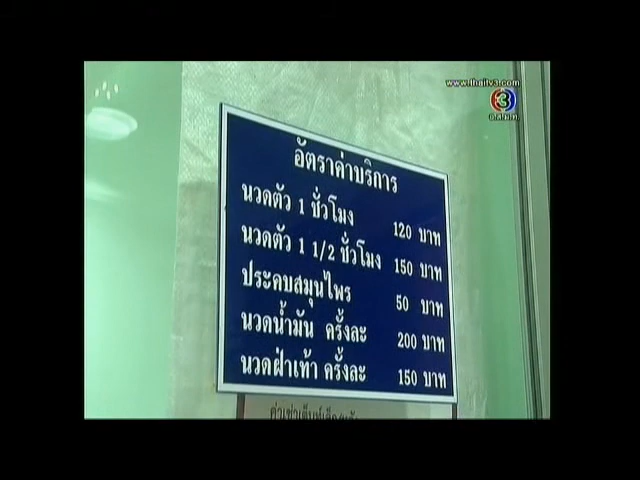 www.thaitv3.com
3
อ.ส.ม.ท.
อัตราค่าบริการ
นวดตัว 1 ชั่วโมง 120 บาท
นวดตัว 1 1/2 ชั่วโมง 150 บาท
ประคบสมุนไพร 50 บาท
นวดน้ำมัน ครั้งละ 200 บาท
นวดฝ่าเท้า ครั้งละ 150 บาท